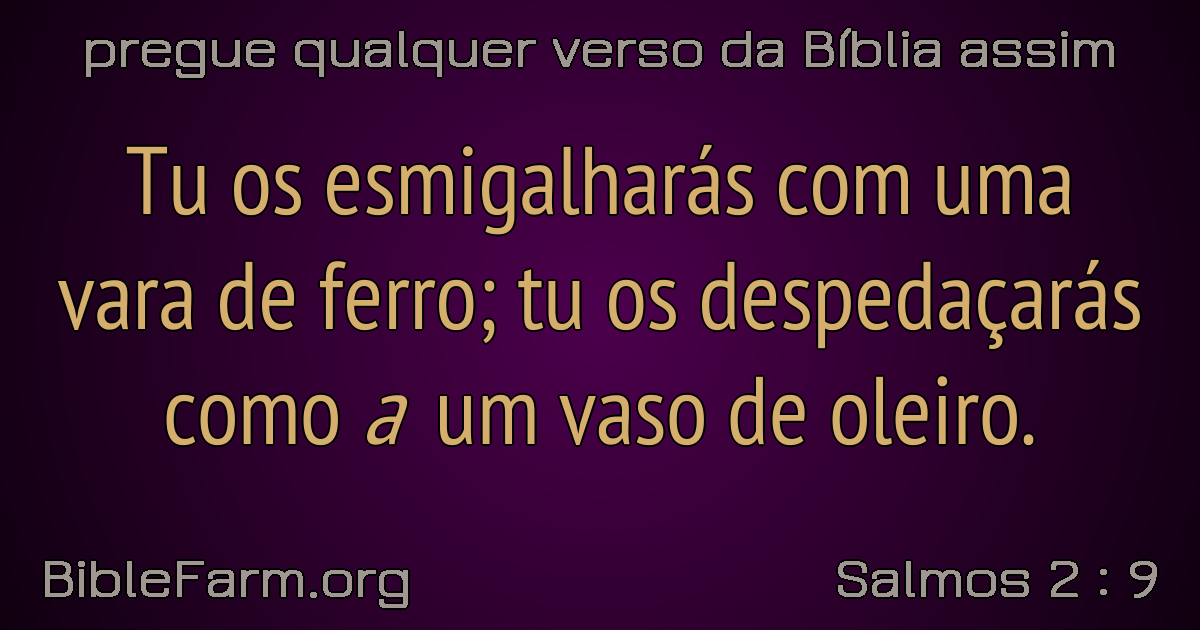 pregue qualquer verso da Bíblia assim
Tu os esmigalharás com uma
vara de ferro; tu os despedaçarás
como a um vaso de oleiro.
BibleFarm.org
Salmos 2 : 9